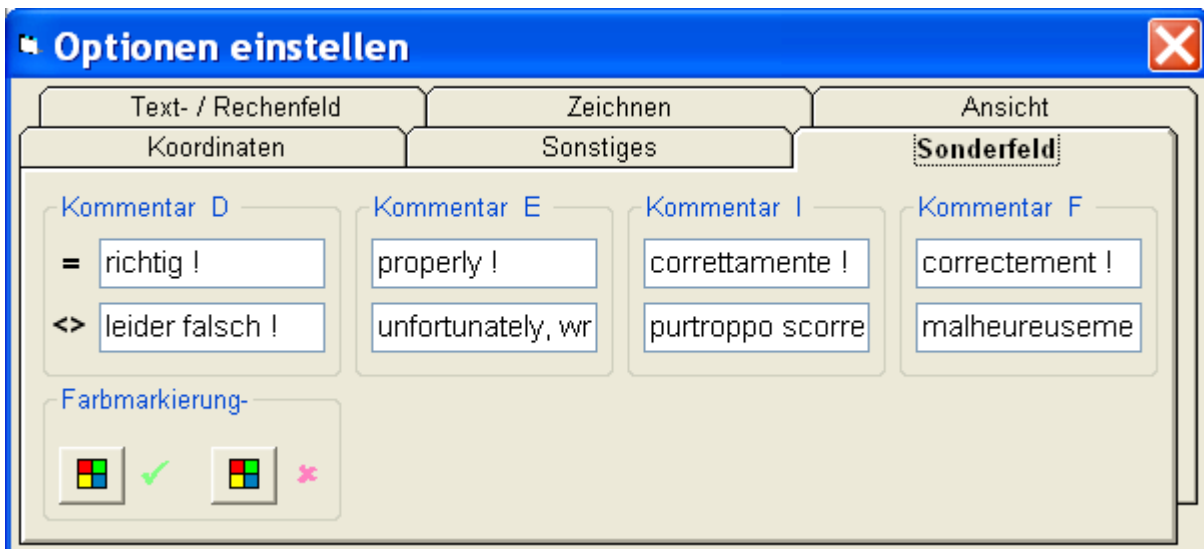 Optionen einstellen
Text- / Rechenfeld Zeichnen Ansicht
Koordinaten Sonstiges Sonderfeld
Kommentar D Kommentar E Kommentar I Kommentar F
= richtig ! properly ! correttamente ! correctement !
<> leider falsch ! unfortunately, wr purtroppo scorre malheureuseme
Farbmarkierung-